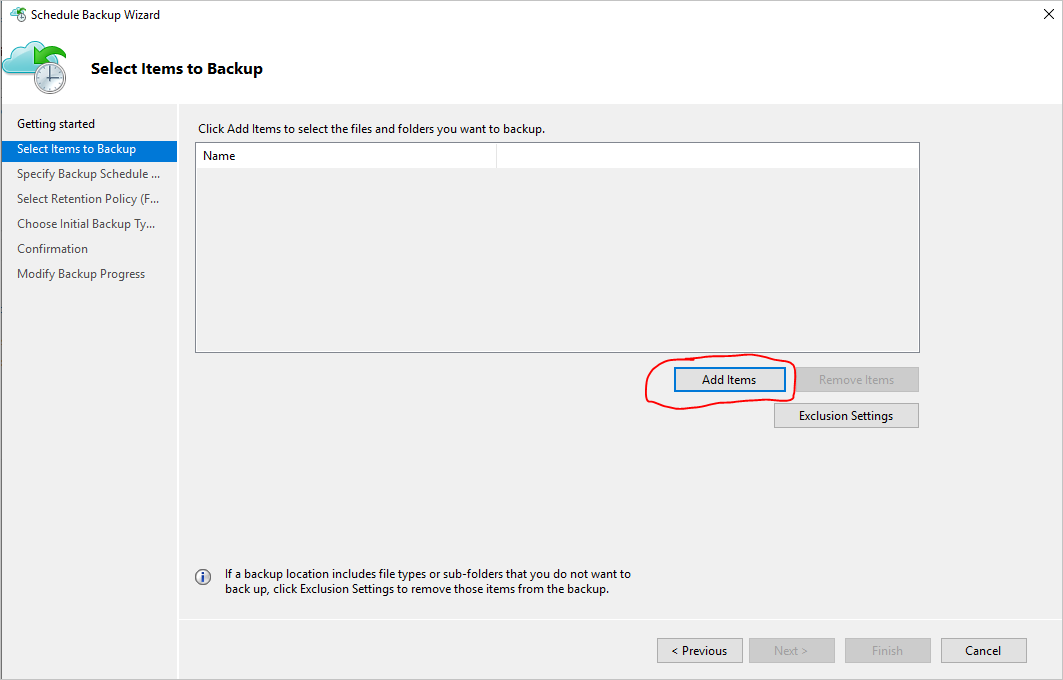 Schedule Backup Wizard
Select Items to Backup
Getting started
Select Items to Backup
Specify Backup Schedule ...
Select Retention Policy (F...
Choose Initial Backup Ty...
Confirmation
Modify Backup Progress
Click Add Items to select the files and folders you want to backup.
Name
Add Items
Remove Items
Exclusion Settings
If a backup location includes file types or sub-folders that you do not want to
back up, click Exclusion Settings to remove those items from the backup.
< Previous
Next >
Finish
Cancel